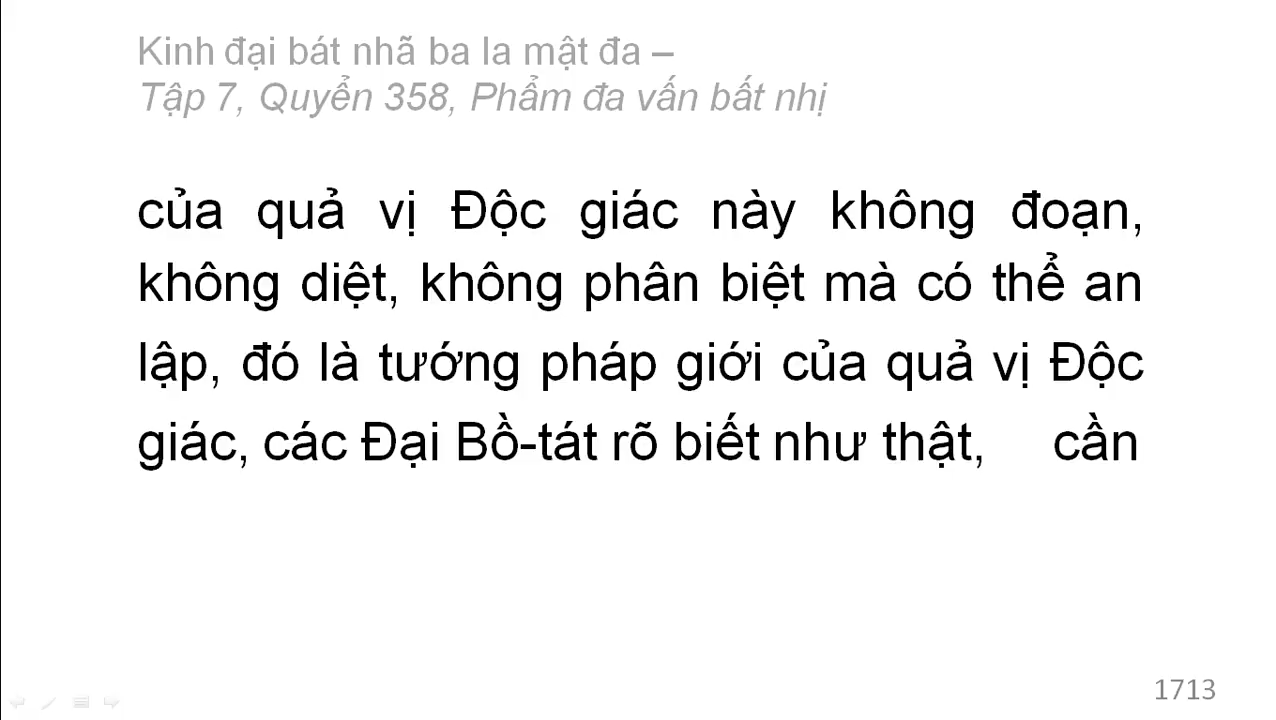 Kinh đại bát nhã ba la mật đa –
Tập 7, Quyển 358, Phẩm đa vấn bất nhị
của quả vị Độc giác này không đoạn,
không diệt, không phân biệt mà có thể an
lập, đó là tướng pháp giới của quả vị Độc
giác, các Đại Bồ-tát rõ biết như thật, cần
1713